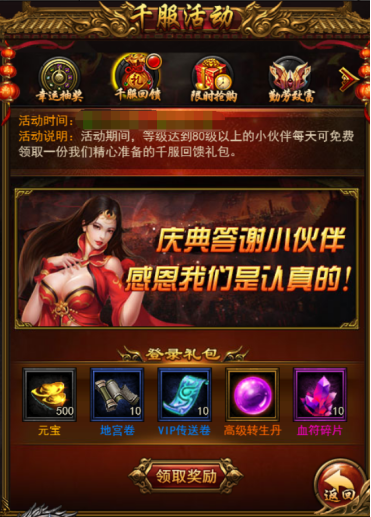 千服活动
幸运抽奖
千服回馈
限时抢购
勤劳致富
活动时间：
活动说明：活动期间，等级达到80级以上的小伙伴每天可免费
领取一份我们精心准备的千服回馈礼包。
庆典答谢小伙伴
感恩我们是认真的！
登录礼包
500
10
10
10
元宝
地宫卷
VIP传送卷
高级转生丹
血符碎片
领取奖励
返回